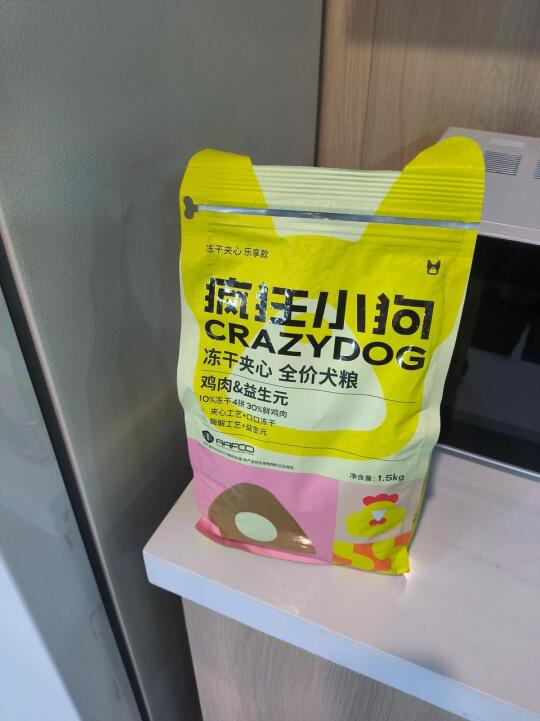 冻干夹心 乐享款
疯狂小狗
CRAZYDOG
冻干夹心 全价犬粮
鸡肉&益生元
10%冻干4拼 30%鲜鸡肉
夹心工艺+口口冻干
酶解工艺+益生元
AAFCO
净含量: 1.5kg